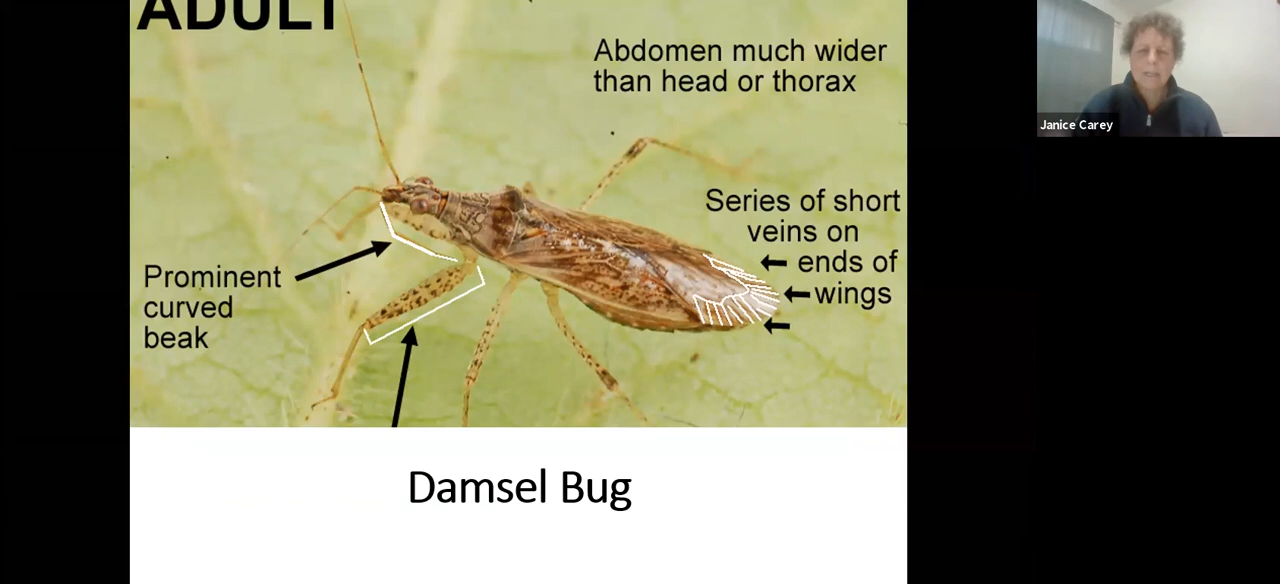 ADULT
Abdomen much wider
than head or thorax
Series of short
veins on
ends of
wings
Prominent
curved
beak
Damsel Bug
Janice Carey